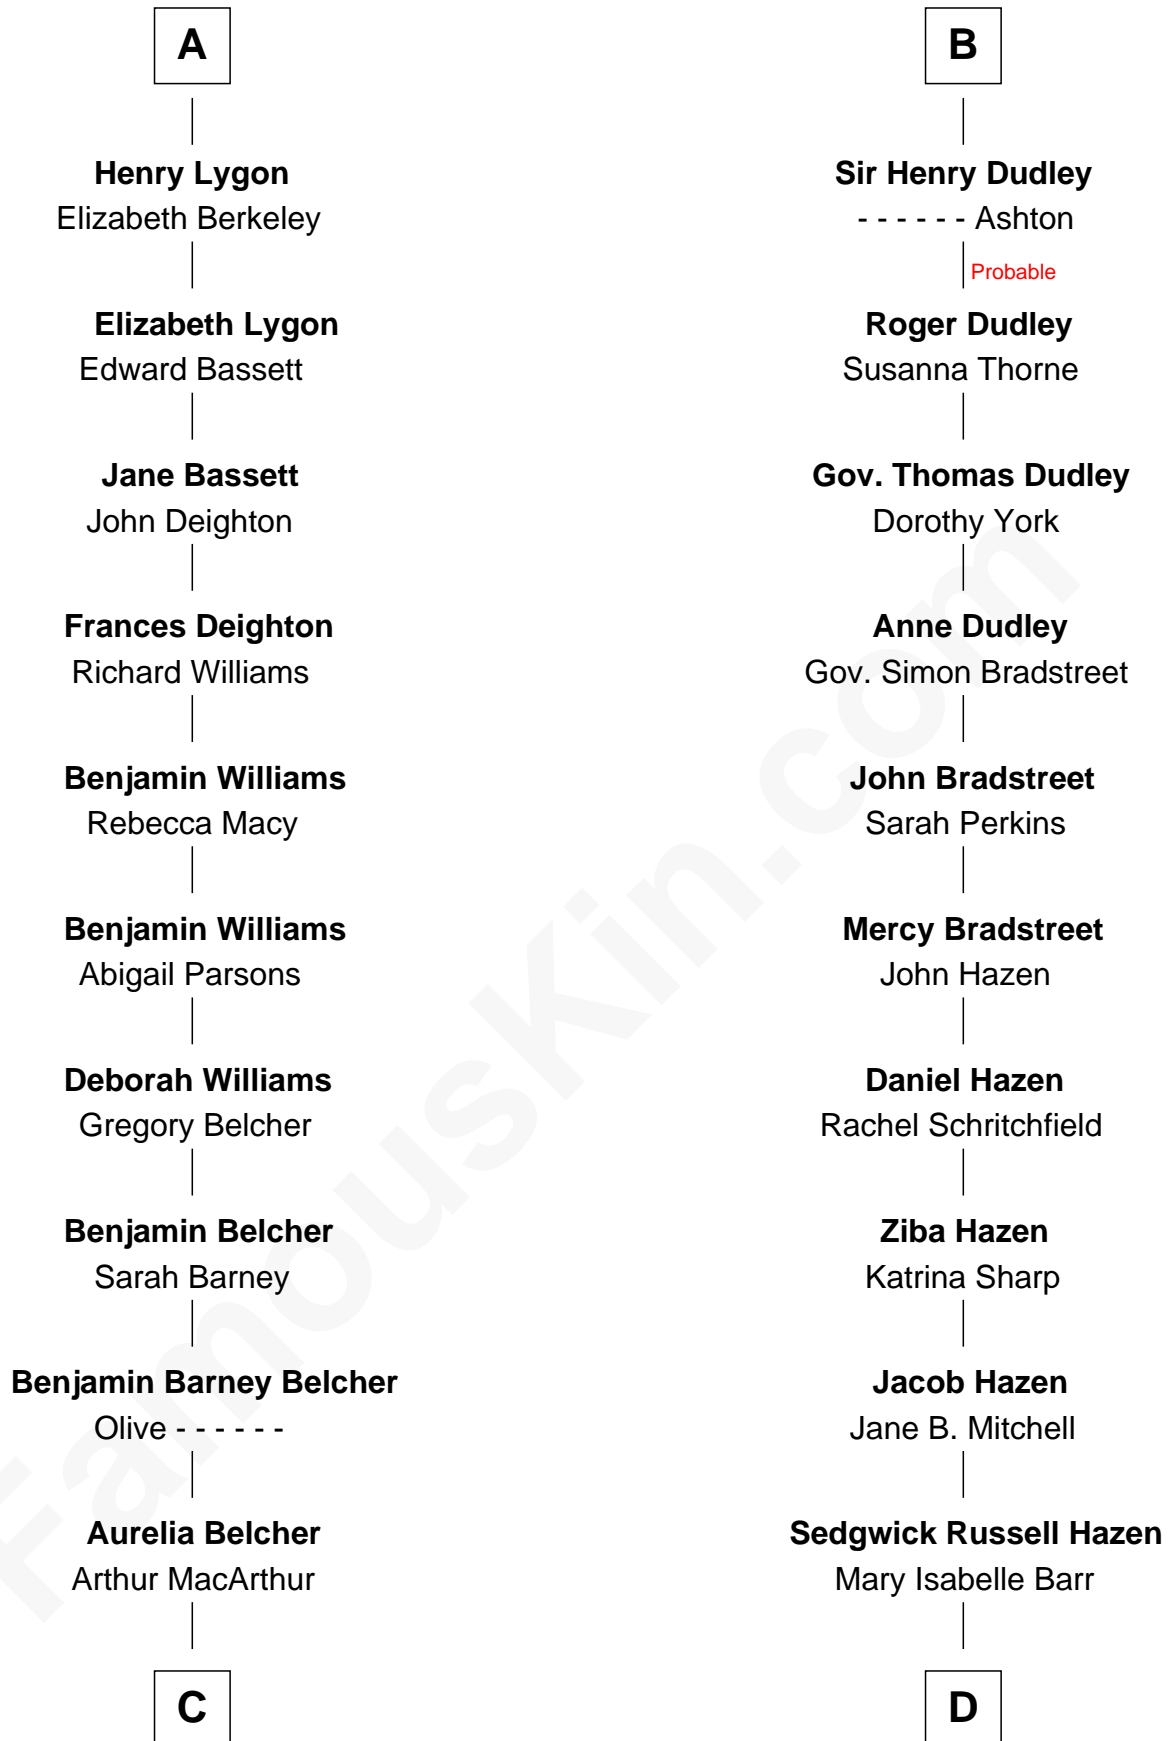 A
Henry Lygon
Elizabeth Berkeley
Elizabeth Lygon
Edward Bassett
Jane Bassett
John Deighton
Frances Deighton
Richard Williams
Benjamin Williams
Rebecca Macy
Benjamin Williams
Abigail Parsons
Deborah Williams
Gregory Belcher
Benjamin Belcher
Sarah Barney
Benjamin Barney Belcher
Olive - - - - - -
Aurelia Belcher
Arthur MacArthur
C
B
Sir Henry Dudley
- - - - - - Ashton
Probable
Roger Dudley
Susanna Thorne
Gov. Thomas Dudley
Dorothy York
Anne Dudley
Gov. Simon Bradstreet
John Bradstreet
Sarah Perkins
Mercy Bradstreet
John Hazen
Daniel Hazen
Rachel Schritchfield
Ziba Hazen
Katrina Sharp
Jacob Hazen
Jane B. Mitchell
Sedgwick Russell Hazen
Mary Isabelle Barr
D
FamousKin.com